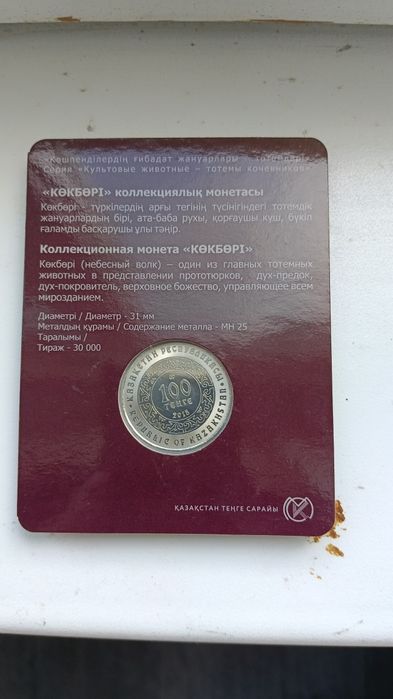 «Көшпенділердің ғибадат жануарлары - тотемдер»
Серия «Культовые животные – тотемы кочевников»
«КӨКБӨРІ» коллекциялық монетасы
Көкбөрі - түркілердің арғы тегінің түсінігіндегі тотемдік
жануарлардың бірі, ата-баба рухы, қорғаушы күш, бүкіл
ғаламды басқарушы ұлы тәңір.
Коллекционная монета «КӨКБӨРІ»
Көкбөрі (небесный волк) – один из главных тотемных
животных в представлении прототюрков, - дух-предок,
дух-покровитель, верховное божество, управляющее всем
мирозданием.
Диаметрі / Диаметр - 31 мм
Металдың құрамы / Содержание металла - МН 25
Таралымы /
Тираж - 30 000
ҚАЗАҚСТАН РЕСПУБЛИКАСЫ
100
ТЕҢГЕ
2018
REPUBLIC OF KAZAKHSTAN
ҚАЗАҚСТАН ТЕҢГЕ САРАЙЫ